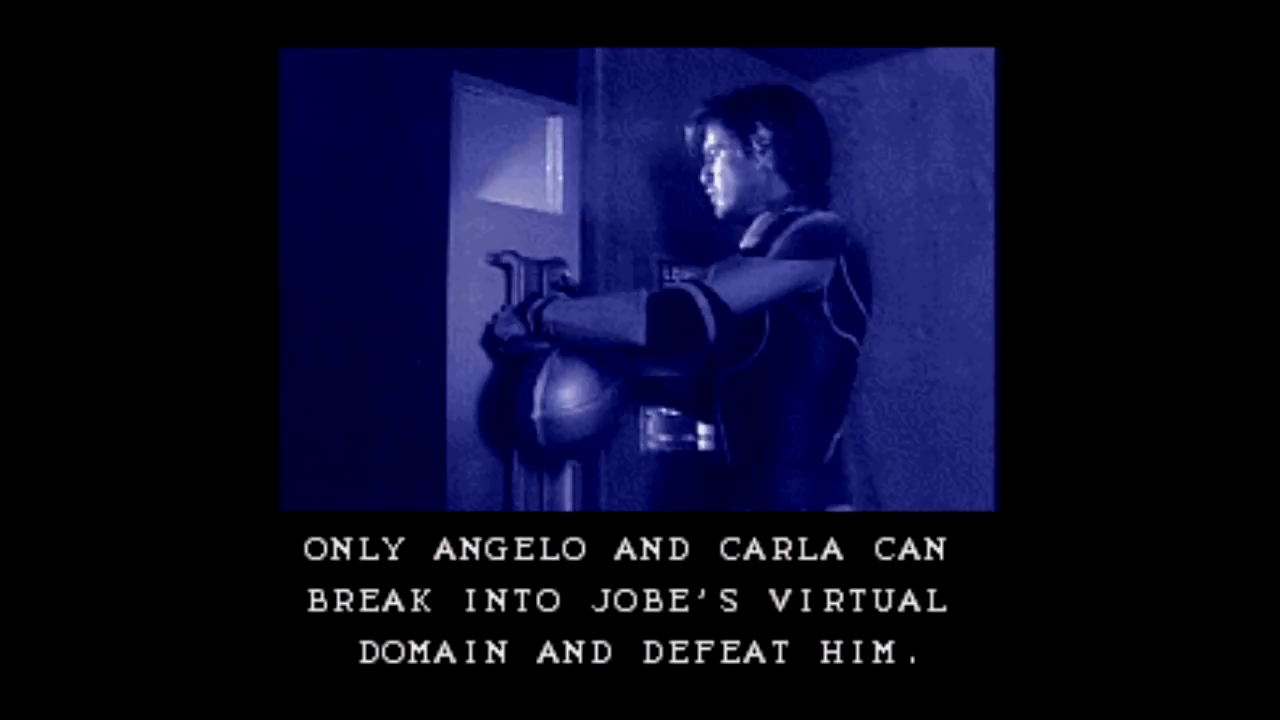 ONLY ANGELO AND CARLA CAN
BREAK INTO JOBE'S VIRTUAL
DOMAIN AND DEFEAT HIM.